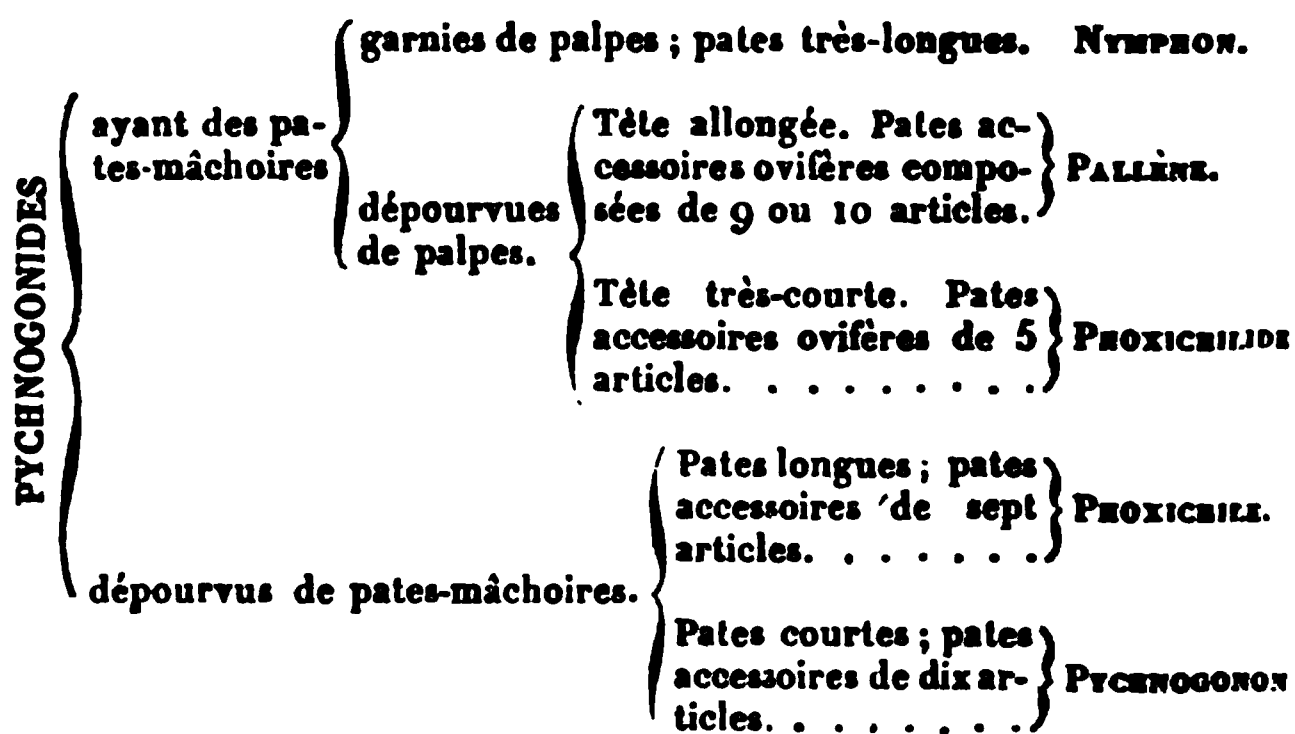 PYCHNOGONIDES
ayant des pa-
tes-mâchoires
garnies de palpes ; pates très-longues. NYMPHON.
dépourvues
de palpes.
Tête allongée. Pates ac-
cessoires ovifères compo-
sées de 9 ou 10 articles.
PALLÈNE.
Tête très-courte. Pates
accessoires ovifères de 5
articles. . . . . . . . .
PHOXICHILIDE
dépourvus de pates-mâchoires.
Pates longues ; pates
accessoires de sept
articles. . . . . . .
PHOXICHILE.
Pates courtes ; pates
accessoires de dix ar-
ticles. . . . . . . .
PYCHNOGONON